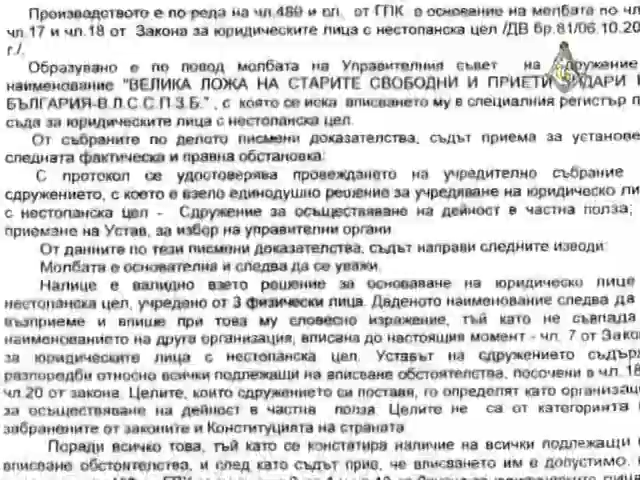 Производството е по реда на чл.489 и сл. от ГПК в основание на молбата по чл
чл.17 и чл.18 от Закона за юридическите лица с нестопанска цел /ДВ бр.81/06.10.20
г./.
Образувано е по повод молбата на Управителния съвет на дружение
наименование "ВЕЛИКА ЛОЖА НА СТАРИТЕ СВОБОДНИ И ПРИЕТИ ДАРИ
БЪЛГАРИЯ-В.Л.С.С.П.З.Б.", с която се иска вписването му в специалния регистър п
съда за юридическите лица с нестопанска цел.
От събраните по делото писмени доказателства, съдът приема за установе
следната фактическа и правна обстановка:
С протокол се удостоверява провеждането на учредително събрание
сдружението, с което е взело единодушно решение за учредяване на юридическо ли
с нестопанска цел - Сдружение за осъществяване на дейност в частна полза;
приемане на Устав, за избор на управителни органи.
От данните по тези писмени доказателства, съдът направи следните изводи:
Молбата е основателна и следва да се уважи.
Налице е валидно взето решение за основаване на юридическо лице
нестопанска цел, учредено от 3 физически лица. Даденото наименование следва да
възприеме и впише при това му словесно изражение, тъй като не съвпада
наименованието на друга организация, вписана до настоящия момент - чл. 7 от Зако
за юридическите лица с нестопанска цел. Уставът на сдружението съдърж
разпоредби относно всички подлежащи на вписване обстоятелства, посочени в чл. 18
чл.20 от закона. Целите, които сдружението си поставя, го определят като организац
за осъществяване на дейност в частна полза. Целите не са от категорията
забранените от законите и Конституцията на страната.
Поради всичко това, тъй като се констатира наличие на всички подлежащи
вписване обстоятелства, и след като съдът прие, че вписването им е допустимо,